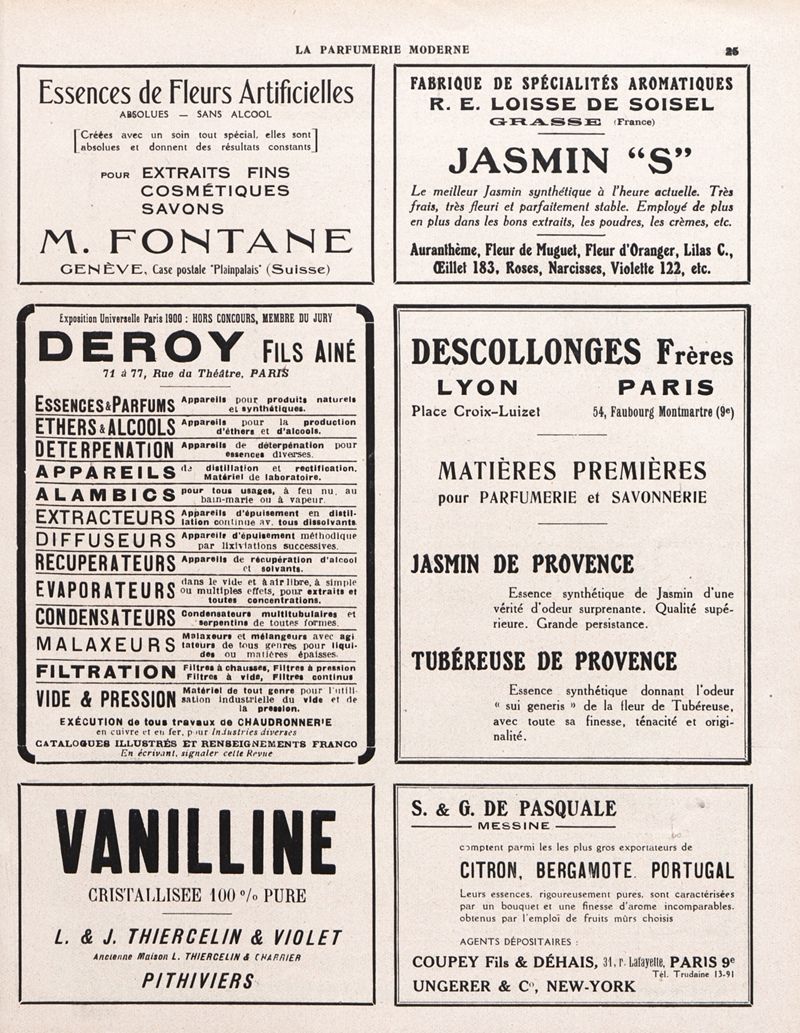 LA PARFUMERIE MODERNE
25
Essences de Fleurs Artificielles
ABSOLUES — SANS ALCOOL
[Créées avec un soin tout spécial, elles sont
absolues et donnent des résultats constants]
POUR EXTRAITS FINS
COSMÉTIQUES
SAVONS
M. FONTANE
GENÈVE, Case postale "Plainpalais" (Suisse)
FABRIQUE DE SPÉCIALITÉS AROMATIQUES
R. E. LOISSE DE SOISEL
GRASSE (France)
JASMIN “S”
Le meilleur Jasmin synthétique à l'heure actuelle. Très
frais, très fleuri et parfaitement stable. Employé de plus
en plus dans les bons extraits, les poudres, les crèmes, etc.
Auranthème, Fleur de Muguet, Fleur d'Oranger, Lilas C.,
Œillet 183, Roses, Narcisses, Violette 122, etc.
Exposition Universelle Paris 1900 : HORS CONCOURS, MEMBRE DU JURY
DEROY FILS AINÉ
71 à 77, Rue du Théâtre, PARIS
ESSENCES & PARFUMS Appareils pour produits naturels
et synthétiques.
ETHERS & ALCOOLS Appareils pour la production
d'éthers et d'alcools.
DETERPENATION Appareils de déterpénation pour
essences diverses.
APPAREILS de distillation et rectification.
Matériel de laboratoire.
ALAMBICS pour tous usages, à feu nu, au
bain-marie ou à vapeur.
EXTRACTEURS Appareils d'épuisement en distil-
lation continue av. tous dissolvants
DIFFUSEURS Appareils d'épuisement méthodique
par lixiviations successives.
RECUPERATEURS Appareils de récupération d'alcool
et solvants.
EVAPORATEURS dans le vide et à air libre, à simple
ou multiples effets, pour extraits et
toutes concentrations.
CONDENSATEURS Condensateurs multitubulaires et
serpentins de toutes formes.
MALAXEURS Malaxeurs et mélangeurs avec agi
tateurs de tous genres pour liqui-
des ou matières épaisses.
FILTRATION Filtres à chausses, Filtres à pression
Filtres à vide, Filtres continus
VIDE & PRESSION Matériel de tout genre pour l'utili-
sation industrielle du vide et de
la pression.
EXÉCUTION de tous travaux de CHAUDRONNERIE
en cuivre et en fer, pour Industries diverses
CATALOGUES ILLUSTRÉS ET RENSEIGNEMENTS FRANCO
En écrivant, signaler cette Revue
DESCOLLONGES Frères
LYON PARIS
Place Croix-Luizet 54, Faubourg Montmartre (9e)
MATIÈRES PREMIÈRES
pour PARFUMERIE et SAVONNERIE
JASMIN DE PROVENCE
Essence synthétique de Jasmin d'une
vérité d'odeur surprenante. Qualité supé-
rieure. Grande persistance.
TUBÉREUSE DE PROVENCE
Essence synthétique donnant l'odeur
« sui generis » de la fleur de Tubéreuse,
avec toute sa finesse, ténacité et origi-
nalité.
VANILLINE
CRISTALLISEE 100 % PURE
L. & J. THIERCELIN & VIOLET
Ancienne Maison L. THIERCELIN & CHARRIER
PITHIVIERS
S. & G. DE PASQUALE
MESSINE
comptent parmi les les plus gros exportateurs de
CITRON, BERGAMOTE PORTUGAL
Leurs essences, rigoureusement pures, sont caractérisées
par un bouquet et une finesse d'arome incomparables,
obtenus par l'emploi de fruits mûrs choisis
AGENTS DÉPOSITAIRES :
COUPEY Fils & DÉHAIS, 31, r. Lafayette, PARIS 9e
Tél. Trudaine 13-91
UNGERER & Co, NEW-YORK